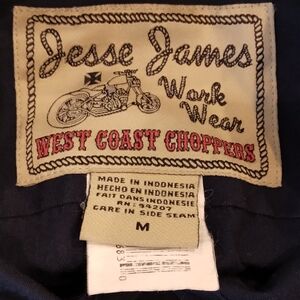 Jesse James
Work
Wear
WEST COAST CHOPPERS
MADE IN INDONESIA
HECHO EN INDONESIA
FAIT DANS INDONESIE
RN: 94207
CARE IN SIDE SEAM
M